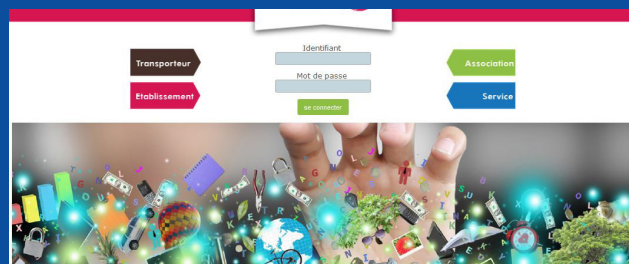 Identifiant
Transporteur
Association
Mot de passe
Etablissement
Service
se connecter